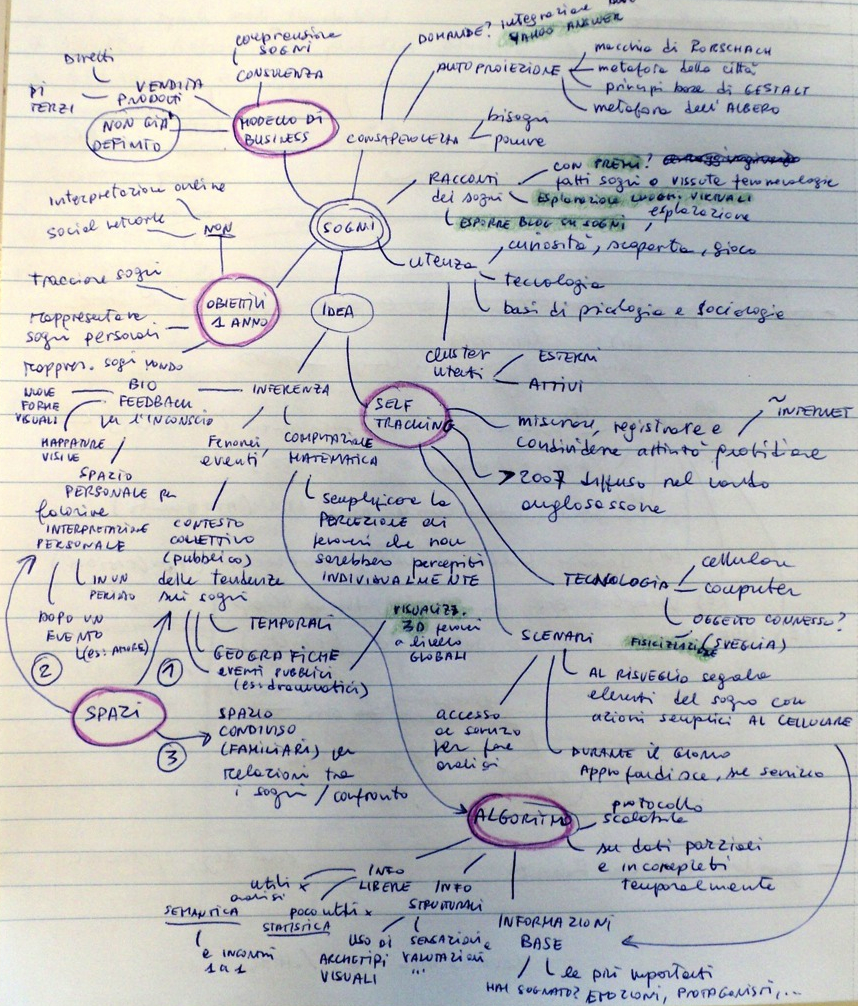 DOMANDE? integrazione
YAHOO ANSWER
Diretti
DI
TERZI
VENDITA
PRODOTTI
NON GIÀ
DEFINITO
comprensione
SOGNI
CONSULENZA
MODELLO DI
BUSINESS
AUTOPROIEZIONE
macchia di RORSCHACH
metafora della città
principi base di GESTALT
metafora dell'ALBERO
CONSAPEVOLEZZA
bisogni
paure
RACCONTI
dei sogni
CON PREMI?
fatti sogni o vissute fenomenologie
Esplorazione LUOGHI VIRTUALI
ESPORRE BLOG SU SOGNI
esplorazione
interpretazione online
social network
NON
SOGNI
utenza
curiosità, scoperta, gioco
tecnologia
basi di psicologia e sociologia
cluster
utenti
ESTERNI
ATTIVI
tracciare sogni
rappresentare
sogni personali
rappres. sogni MONDO
OBIETTIVI
1 ANNO
IDEA
NUOVE
FORME
VISUALI
BIO
FEEDBACK
per l'inconscio
INFERENZA
SELF
TRACKING
misurare, registrare e
condividere attività quotidiane
~ INTERNET
> 2007 diffuso nel mondo
anglosassone
MAPPATURE
VISIVE
Fenomeni
eventi
COMPUTAZIONE
MATEMATICA
SPAZIO
PERSONALE per
favorire
INTERPRETAZIONE
PERSONALE
CONTESTO
COLLETTIVO
(pubblico)
delle tendenze
sui sogni
semplificare la
PERCEZIONE di
fenomeni che non
sarebbero percepiti
INDIVIDUALMENTE
IN UN
PERIODO
DOPO UN
EVENTO
(es: AMORE)
TEMPORALI
GEOGRAFICHE
EVENTI PUBBLICI
(es: drammatici)
VISUALIZZ.
3D fenomeni
a livello
GLOBALI
TECNOLOGIA
cellulare
computer
OGGETTO CONNESSO?
(SVEGLIA)
SCENARI
AL RISVEGLIO segnala
elementi del sogno con
azioni semplici AL CELLULARE
DURANTE il GIORNO
Approfondisce, sul servizio
accesso
al servizio
per fare
analisi
SPAZI
1
2
3
SPAZIO
CONDIVISO
(FAMILIARI) per
relazioni tra
i sogni / confronto
ALGORITMO
protocollo
scalabile
su dati parziali
e incompleti
temporalmente
INFO
LIBERE
utili x
analisi
SEMANTICA
e INCONTRI
1 a 1
poco utili x
STATISTICA
INFO
STRUTTURALI
USO DI
ARCHETIPI
VISUALI
SENSAZIONI
VALUTAZIONI
"
INFORMAZIONI
BASE
le più importanti
HAI SOGNATO? EMOZIONI, PROTAGONISTI,...